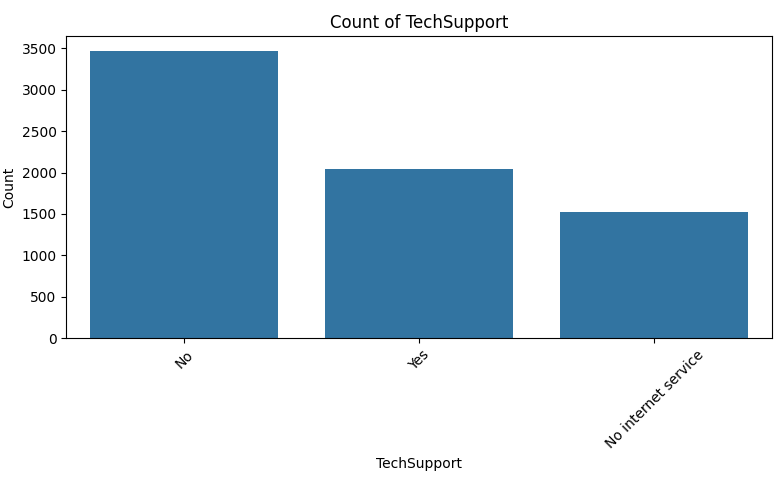 Count of TechSupport
3500
3000
2500
2000
1500
1000
500
0
Count
No
Yes
No internet service
TechSupport